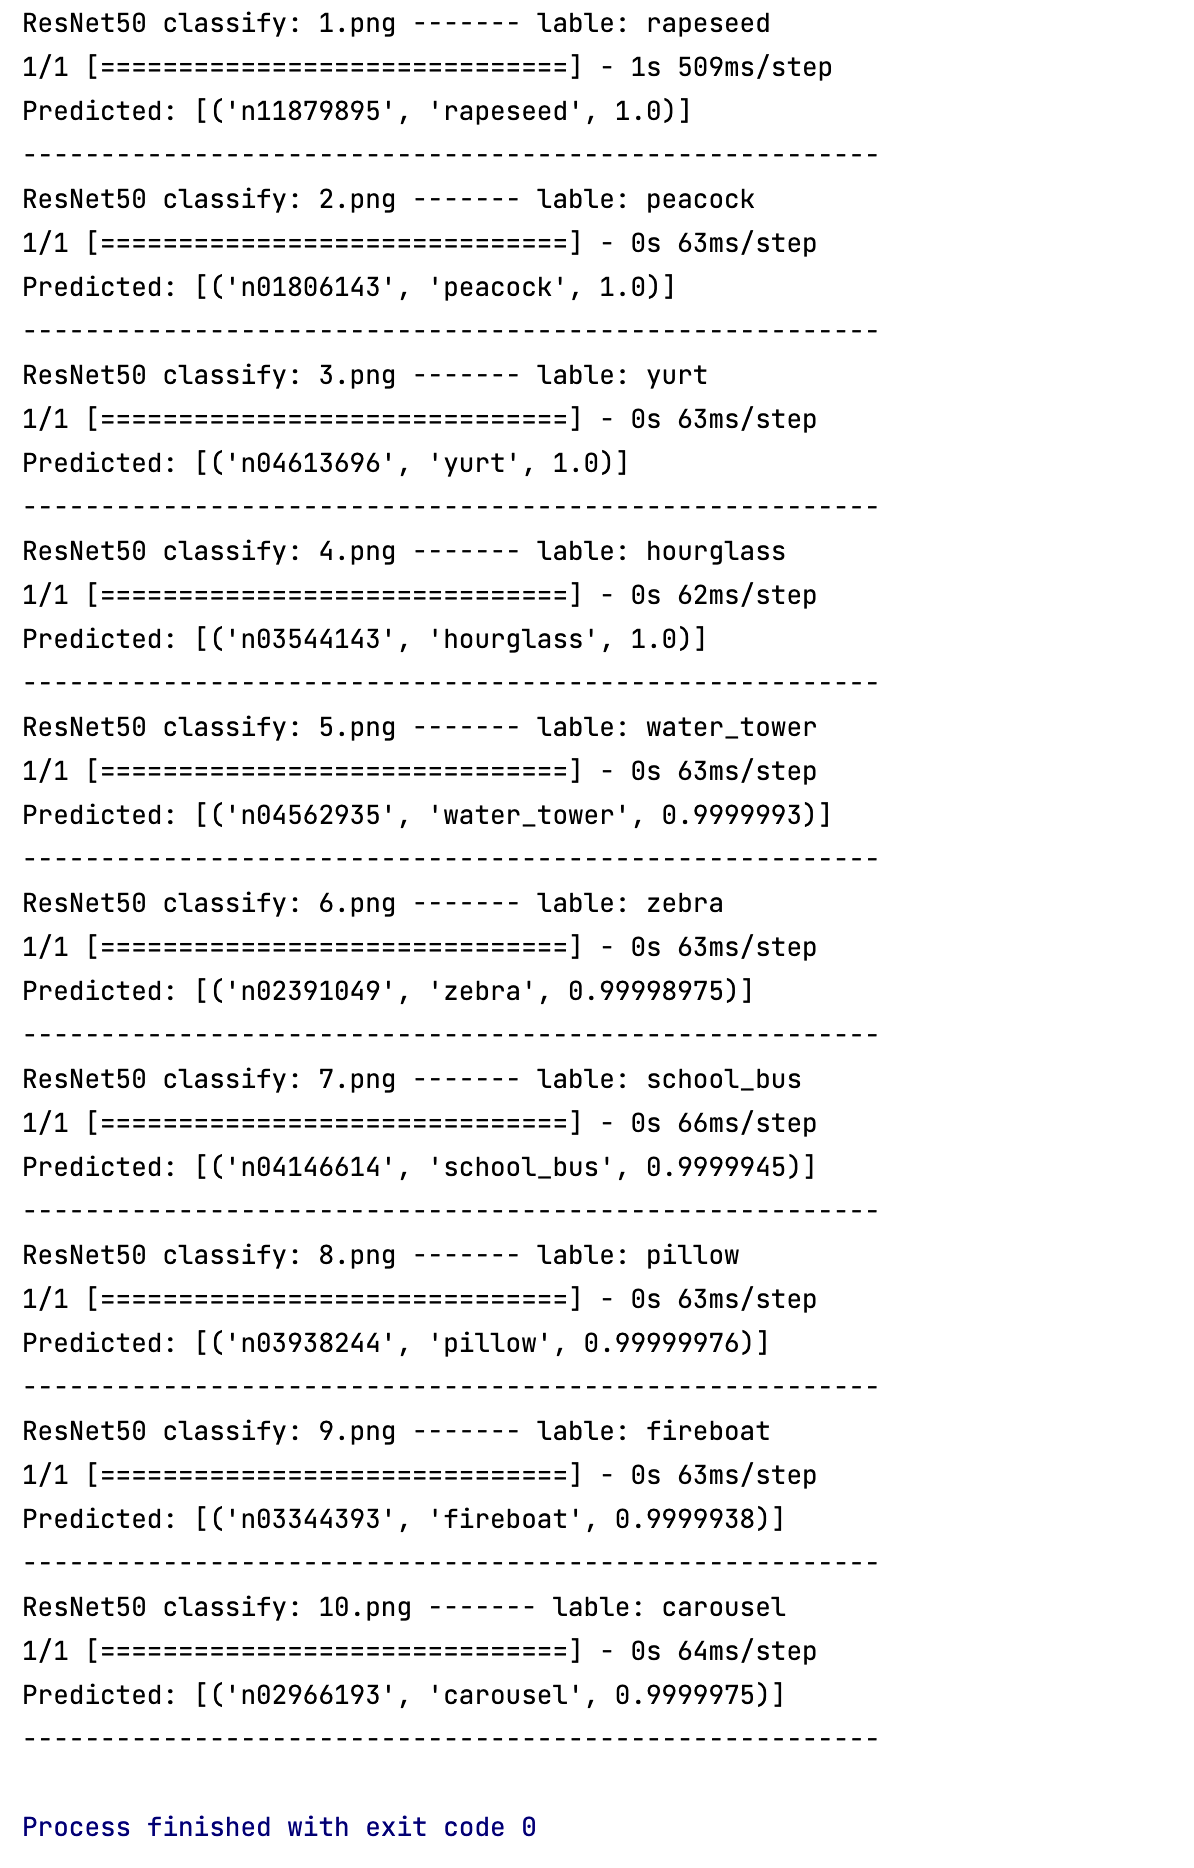 ResNet50 classify: 1.png ------- lable: rapeseed
1/1 [==============================] - 1s 509ms/step
Predicted: [('n11879895', 'rapeseed', 1.0)]
-------------------------------------------------------
ResNet50 classify: 2.png ------- lable: peacock
1/1 [==============================] - 0s 63ms/step
Predicted: [('n01806143', 'peacock', 1.0)]
-------------------------------------------------------
ResNet50 classify: 3.png ------- lable: yurt
1/1 [==============================] - 0s 63ms/step
Predicted: [('n04613696', 'yurt', 1.0)]
-------------------------------------------------------
ResNet50 classify: 4.png ------- lable: hourglass
1/1 [==============================] - 0s 62ms/step
Predicted: [('n03544143', 'hourglass', 1.0)]
-------------------------------------------------------
ResNet50 classify: 5.png ------- lable: water_tower
1/1 [==============================] - 0s 63ms/step
Predicted: [('n04562935', 'water_tower', 0.9999993)]
-------------------------------------------------------
ResNet50 classify: 6.png ------- lable: zebra
1/1 [==============================] - 0s 63ms/step
Predicted: [('n02391049', 'zebra', 0.99998975)]
-------------------------------------------------------
ResNet50 classify: 7.png ------- lable: school_bus
1/1 [==============================] - 0s 66ms/step
Predicted: [('n04146614', 'school_bus', 0.9999945)]
-------------------------------------------------------
ResNet50 classify: 8.png ------- lable: pillow
1/1 [==============================] - 0s 63ms/step
Predicted: [('n03938244', 'pillow', 0.99999976)]
-------------------------------------------------------
ResNet50 classify: 9.png ------- lable: fireboat
1/1 [==============================] - 0s 63ms/step
Predicted: [('n03344393', 'fireboat', 0.9999938)]
-------------------------------------------------------
ResNet50 classify: 10.png ------- lable: carousel
1/1 [==============================] - 0s 64ms/step
Predicted: [('n02966193', 'carousel', 0.9999975)]
-------------------------------------------------------
Process finished with exit code 0